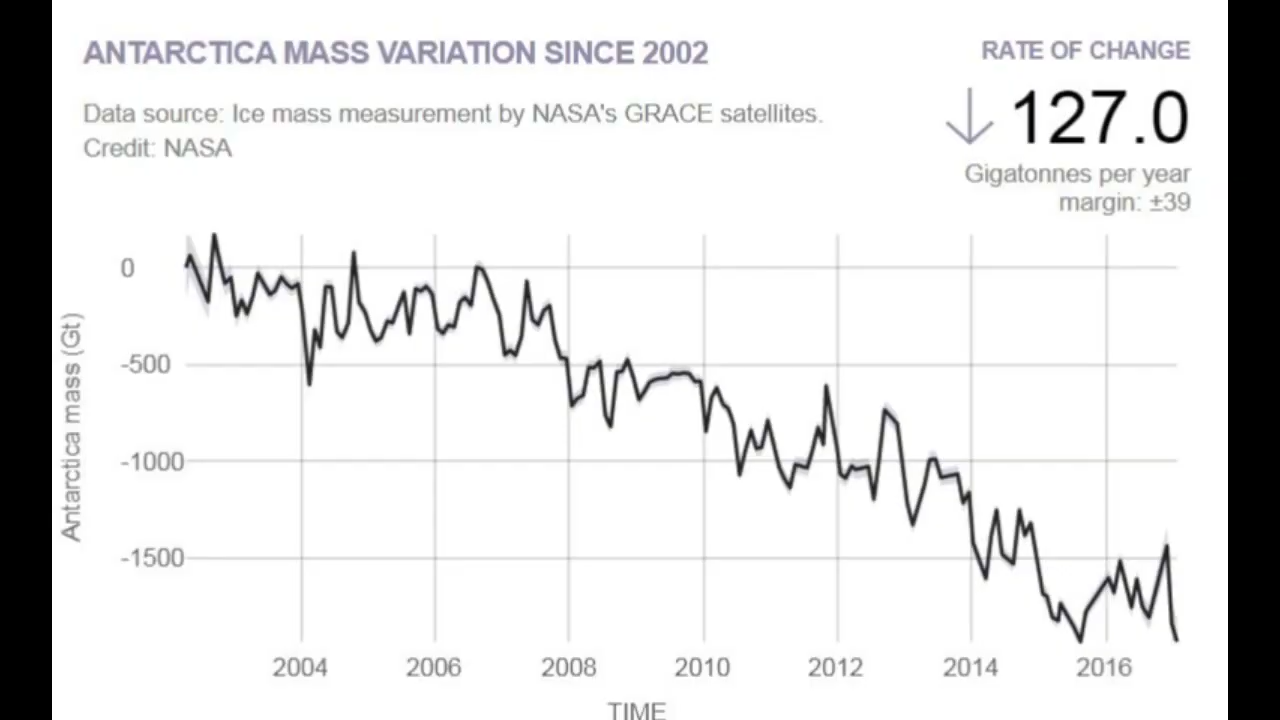 ANTARCTICA MASS VARIATION SINCE 2002
RATE OF CHANGE
Data source: Ice mass measurement by NASA's GRACE satellites.
Credit: NASA
↓ 127.0
Gigatonnes per year
margin: ±39
Antarctica mass (Gt)
0
-500
-1000
-1500
2004 2006 2008 2010 2012 2014 2016
TIME